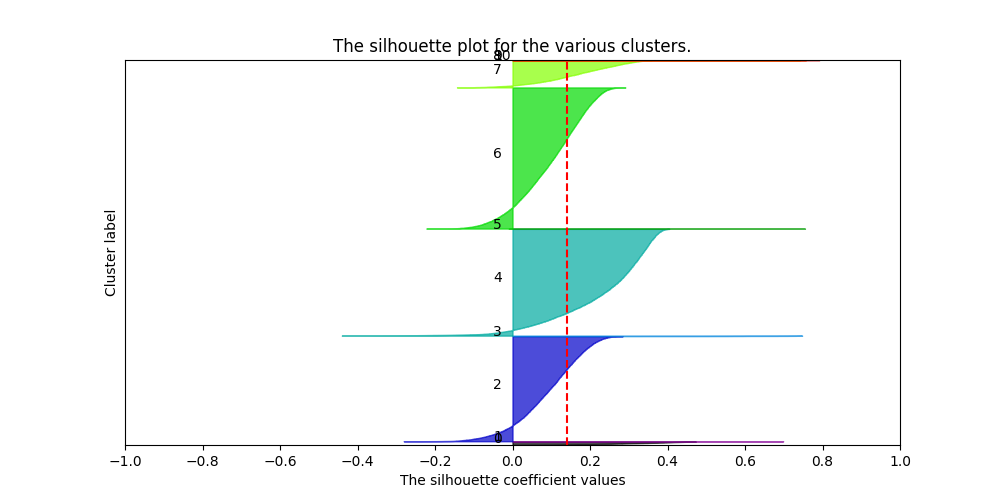 The silhouette plot for the various clusters.
7
6
5
4
3
2
Cluster label
−1.0 −0.8 −0.6 −0.4 −0.2 0.0 0.2 0.4 0.6 0.8 1.0
The silhouette coefficient values